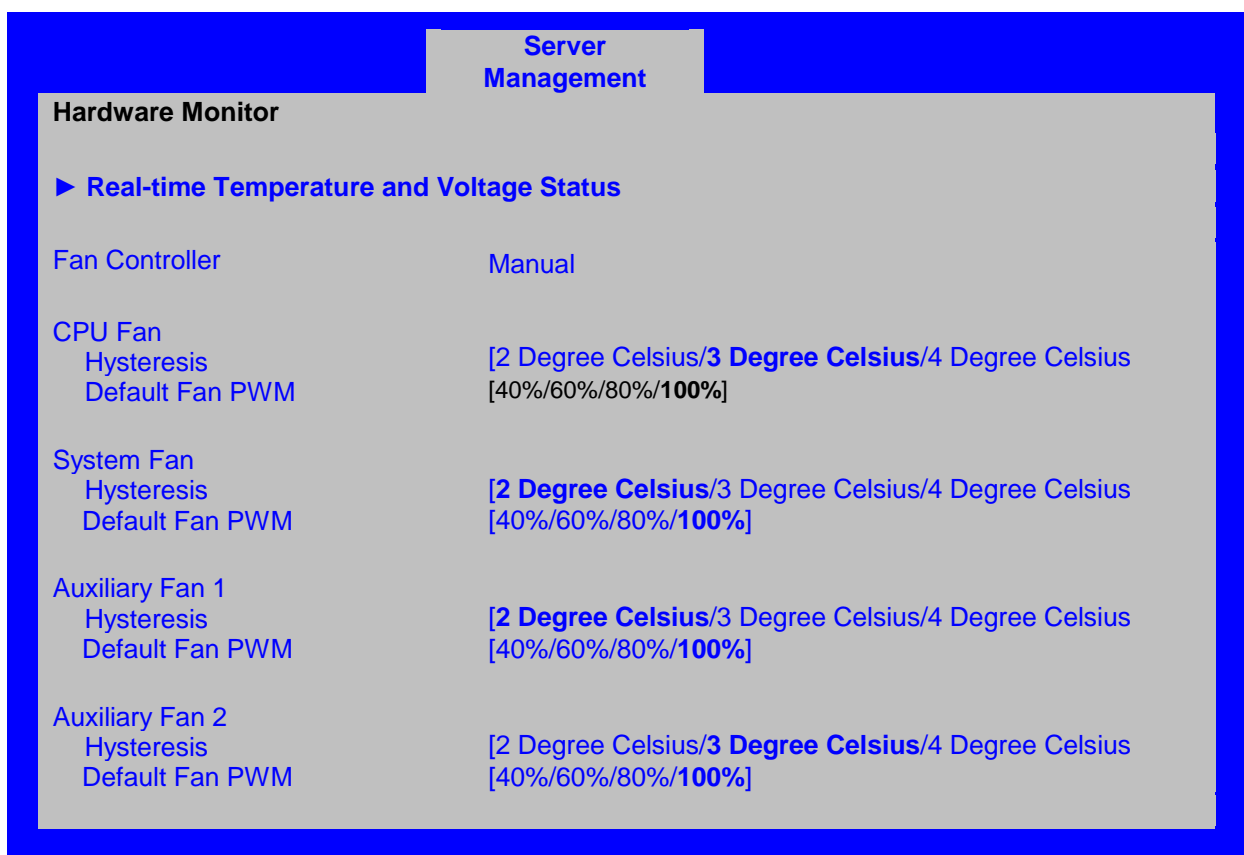 Server
Management
Hardware Monitor
► Real-time Temperature and Voltage Status
Fan Controller Manual
CPU Fan
Hysteresis [2 Degree Celsius/3 Degree Celsius/4 Degree Celsius
Default Fan PWM [40%/60%/80%/100%]
System Fan
Hysteresis [2 Degree Celsius/3 Degree Celsius/4 Degree Celsius
Default Fan PWM [40%/60%/80%/100%]
Auxiliary Fan 1
Hysteresis [2 Degree Celsius/3 Degree Celsius/4 Degree Celsius
Default Fan PWM [40%/60%/80%/100%]
Auxiliary Fan 2
Hysteresis [2 Degree Celsius/3 Degree Celsius/4 Degree Celsius
Default Fan PWM [40%/60%/80%/100%]